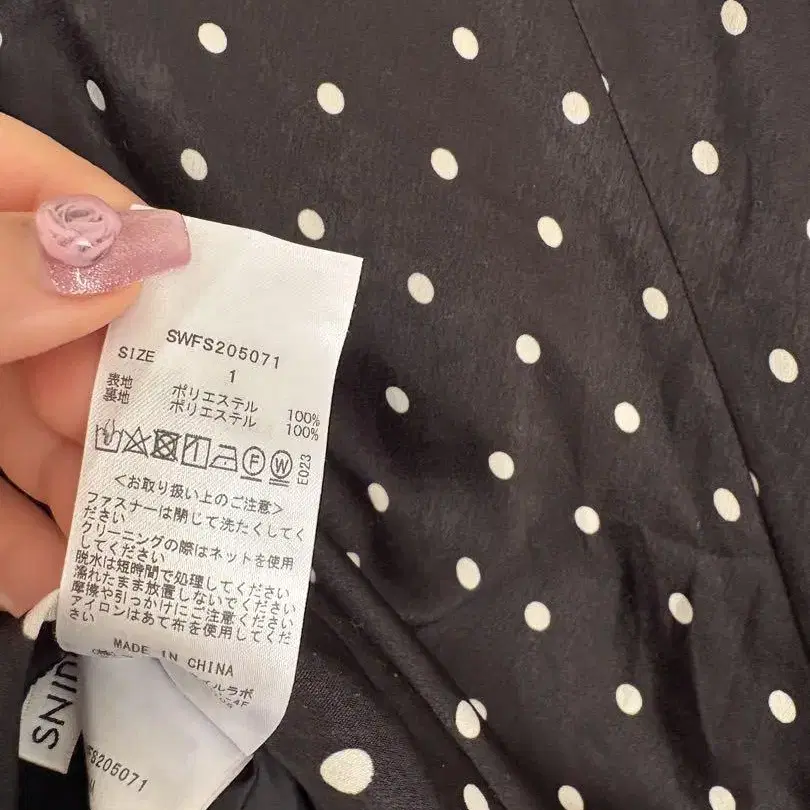 SWFS205071
SIZE 1
表地 ポリエステル 100%
裏地 ポリエステル 100%
F W E023
<お取り扱い上のご注意>
ファスナーは閉じて洗たくしてく
ださい
クリーニングの際はネットを使用
してください
脱水は短時間で処理してください
濡れたまま放置しないでください
摩擦や引っかけにご注意ください
アイロンはあて布を使用してくだ
さい
MADE IN CHINA
イルラボ
4F
SNID
FS205071